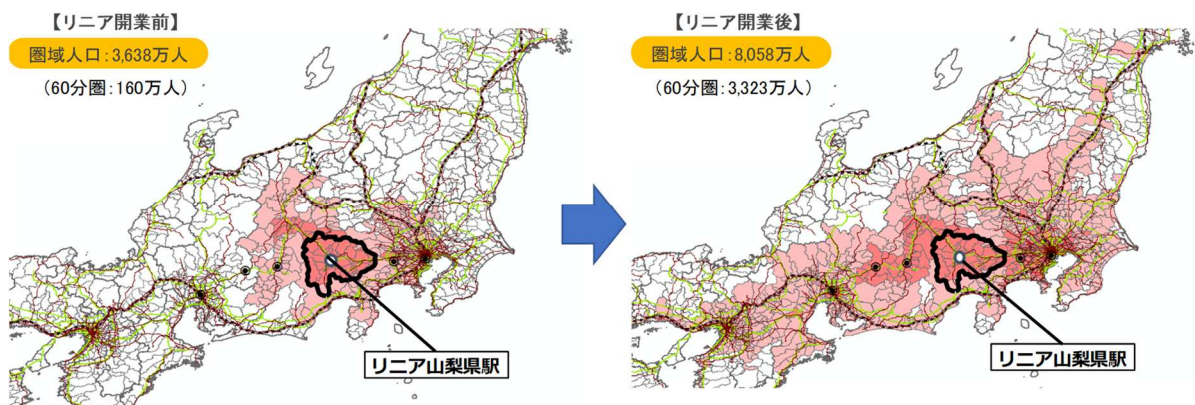 【リニア開業前】
圏域人口:3,638万人
(60分圏:160万人)
リニア山梨県駅
【リニア開業後】
圏域人口:8,058万人
(60分圏:3,323万人)
リニア山梨県駅